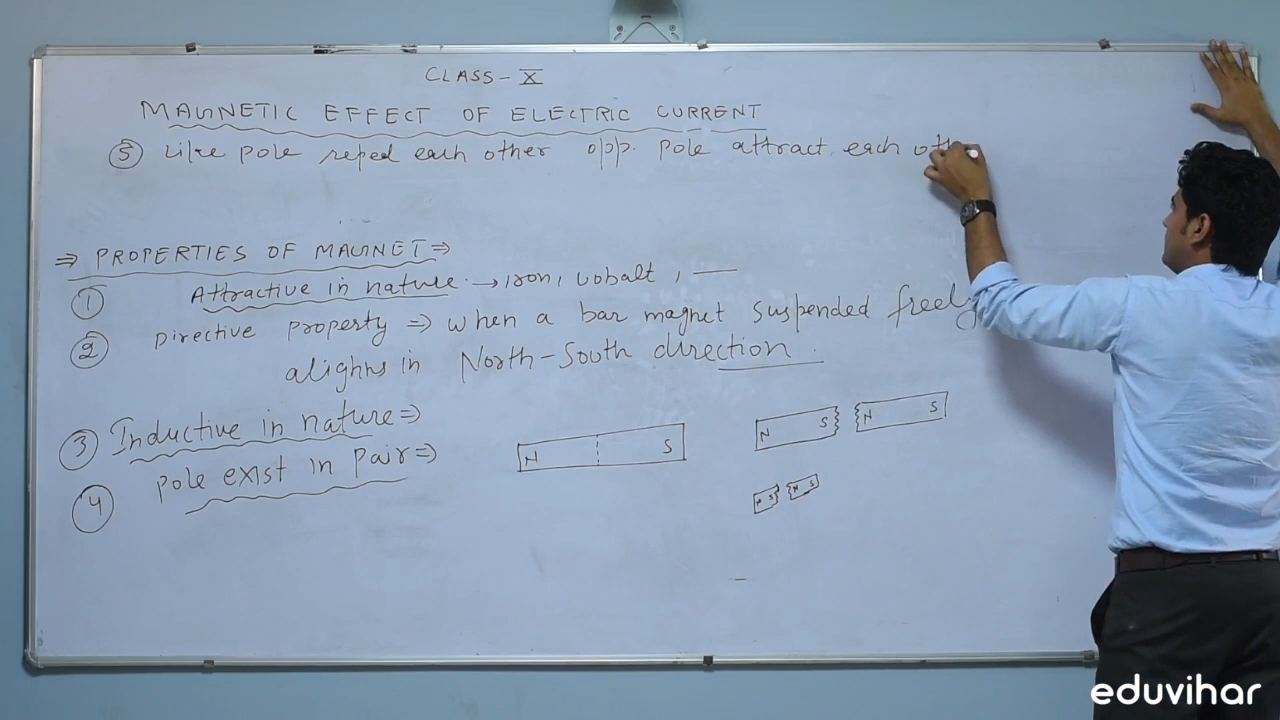 CLASS - X
MAGNETIC EFFECT OF ELECTRIC CURRENT
⑤ Like pole repel each other opp. pole attract each oth
⇒ PROPERTIES OF MAGNET ⇒
① Attractive in nature → iron, cobalt, —
② Directive property ⇒ when a bar magnet suspended freely
alighns in North-South direction.
③ Inductive in nature ⇒
④ pole exist in pair ⇒
N S
N S N S
N S N S
eduvihar